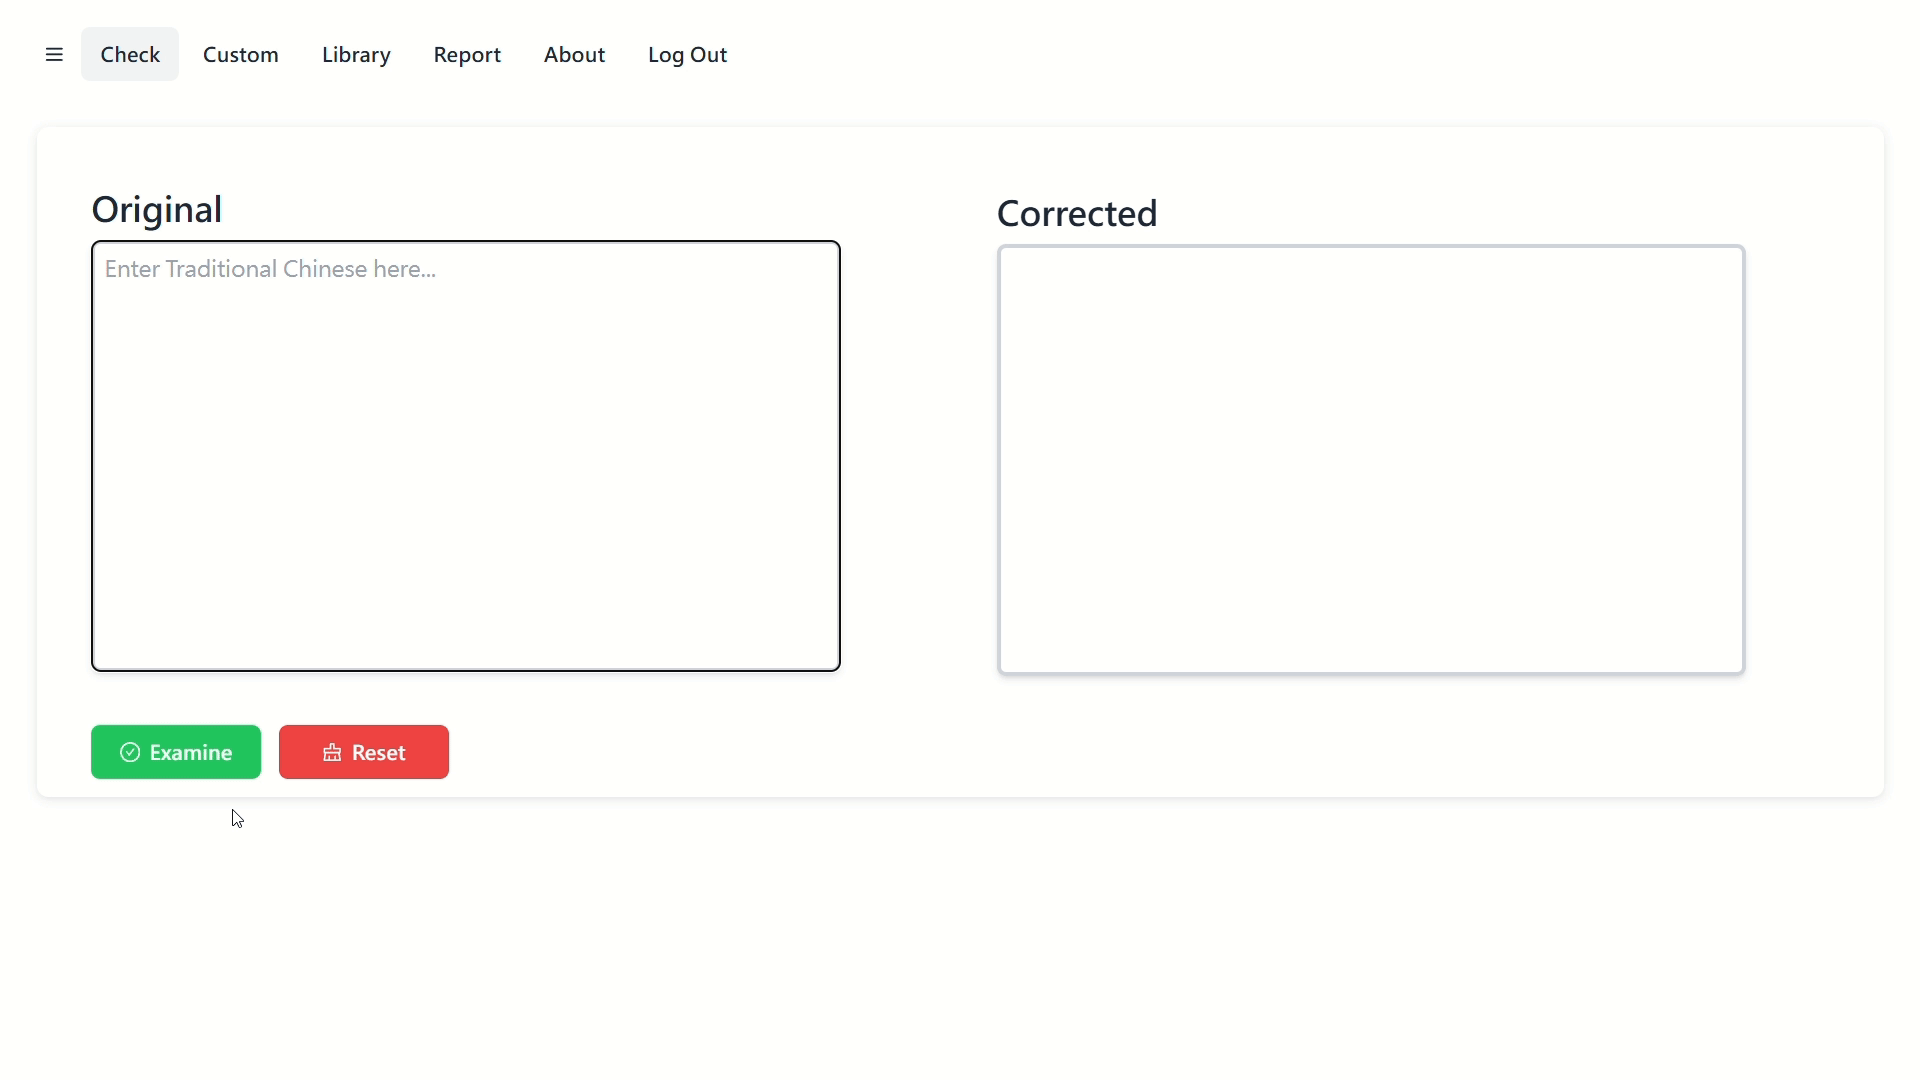 Check Custom Library Report About Log Out
Original
Enter Traditional Chinese here...
Corrected
Examine Reset